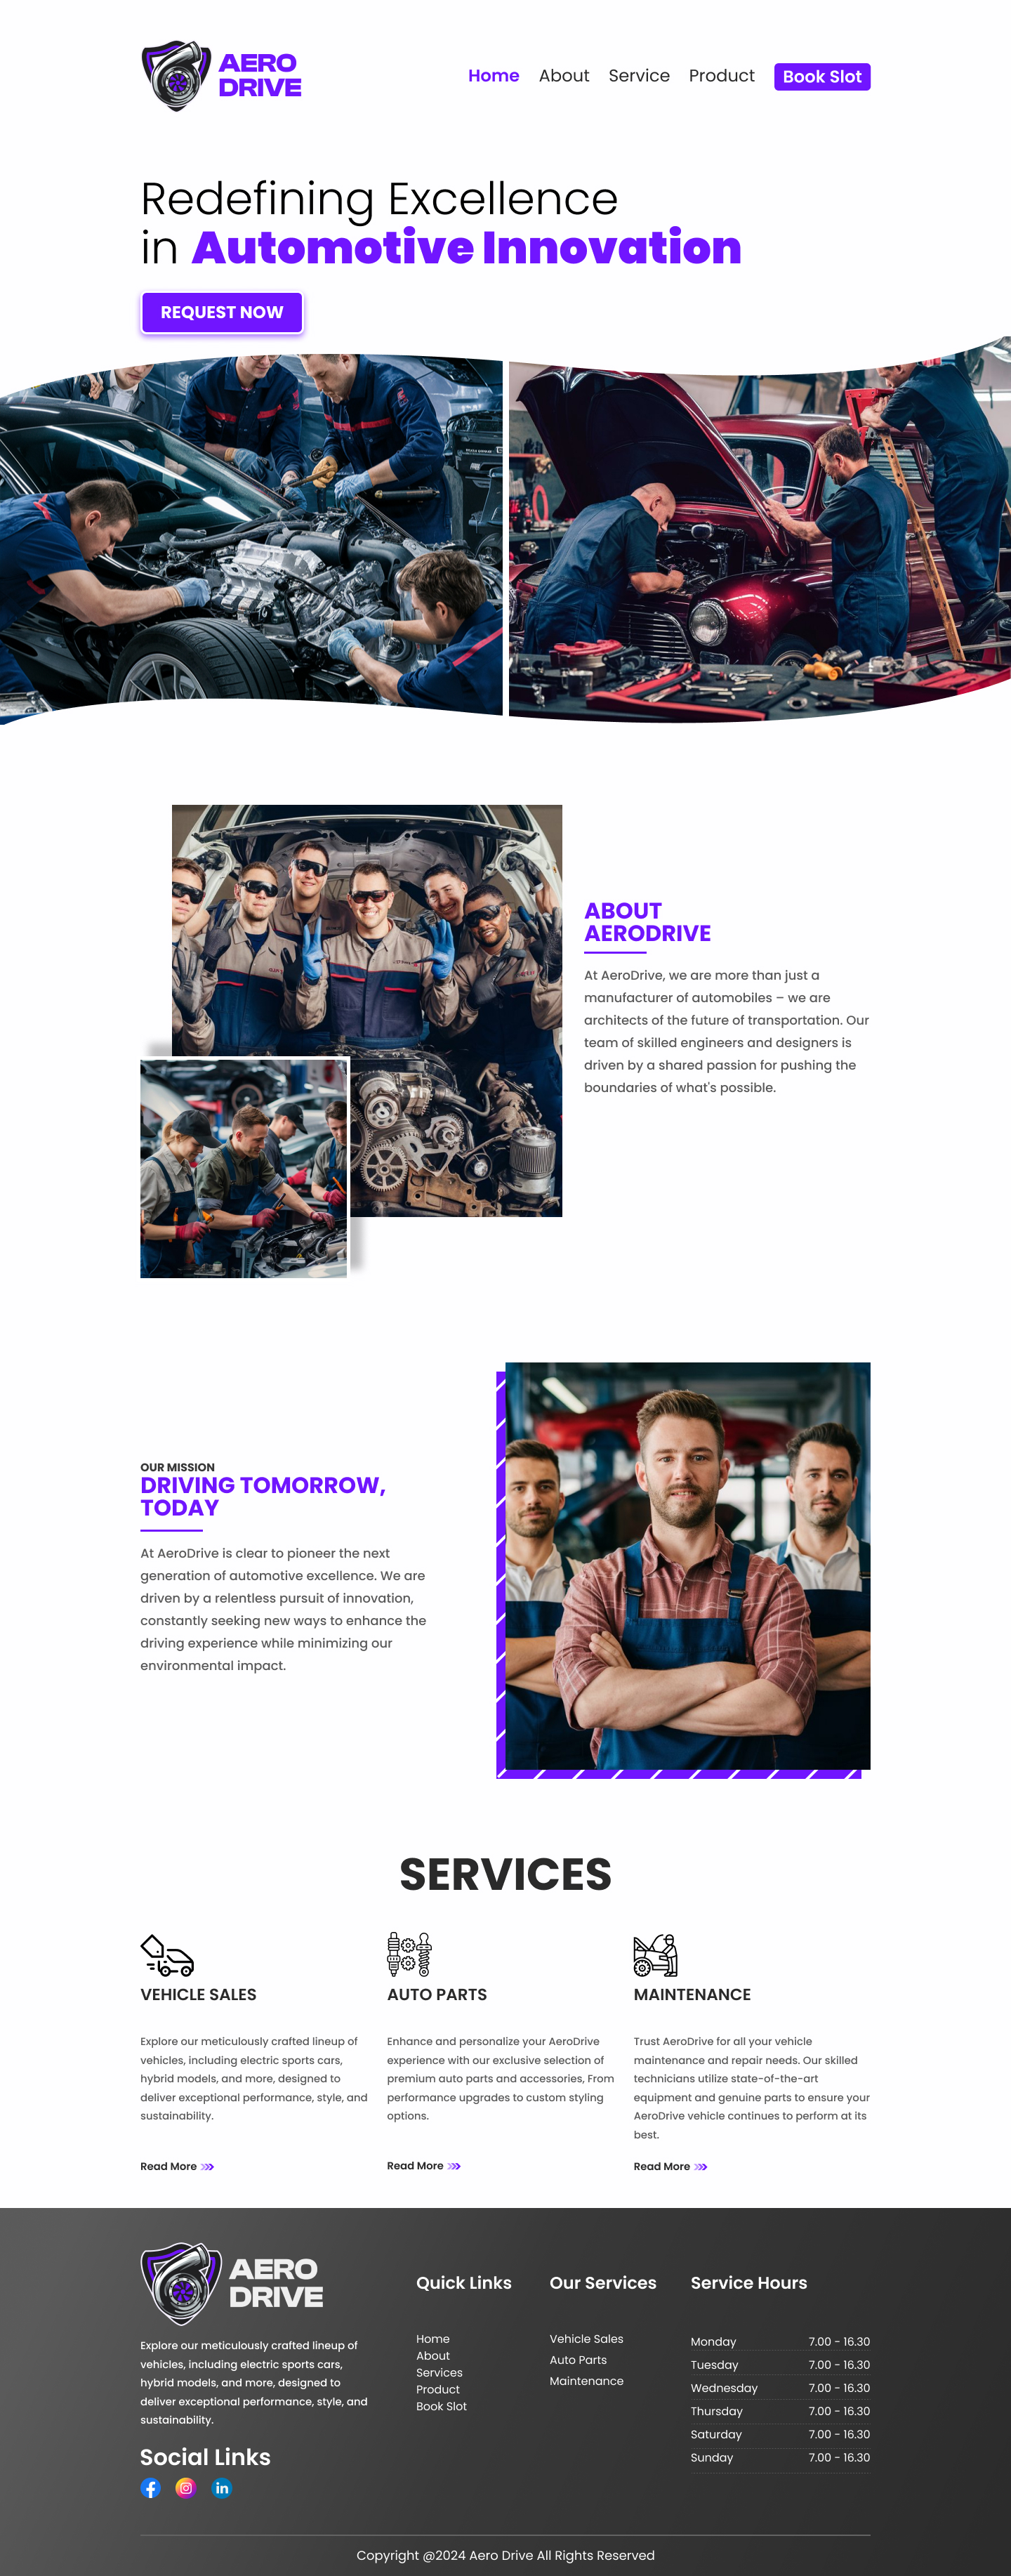 AERO
DRIVE
Home About Service Product Book Slot
Redefining Excellence
in Automotive Innovation
REQUEST NOW
ABOUT
AERODRIVE
At AeroDrive, we are more than just a
manufacturer of automobiles – we are
architects of the future of transportation. Our
team of skilled engineers and designers is
driven by a shared passion for pushing the
boundaries of what's possible.
OUR MISSION
DRIVING TOMORROW,
TODAY
At AeroDrive is clear to pioneer the next
generation of automotive excellence. We are
driven by a relentless pursuit of innovation,
constantly seeking new ways to enhance the
driving experience while minimizing our
environmental impact.
SERVICES
VEHICLE SALES
Explore our meticulously crafted lineup of
vehicles, including electric sports cars,
hybrid models, and more, designed to
deliver exceptional performance, style, and
sustainability.
Read More
AUTO PARTS
Enhance and personalize your AeroDrive
experience with our exclusive selection of
premium auto parts and accessories, From
performance upgrades to custom styling
options.
Read More
MAINTENANCE
Trust AeroDrive for all your vehicle
maintenance and repair needs. Our skilled
technicians utilize state-of-the-art
equipment and genuine parts to ensure your
AeroDrive vehicle continues to perform at its
best.
Read More
AERO
DRIVE
Explore our meticulously crafted lineup of
vehicles, including electric sports cars,
hybrid models, and more, designed to
deliver exceptional performance, style, and
sustainability.
Social Links
Quick Links
Home
About
Services
Product
Book Slot
Our Services
Vehicle Sales
Auto Parts
Maintenance
Service Hours
Monday 7.00 - 16.30
Tuesday 7.00 - 16.30
Wednesday 7.00 - 16.30
Thursday 7.00 - 16.30
Saturday 7.00 - 16.30
Sunday 7.00 - 16.30
Copyright @2024 Aero Drive All Rights Reserved